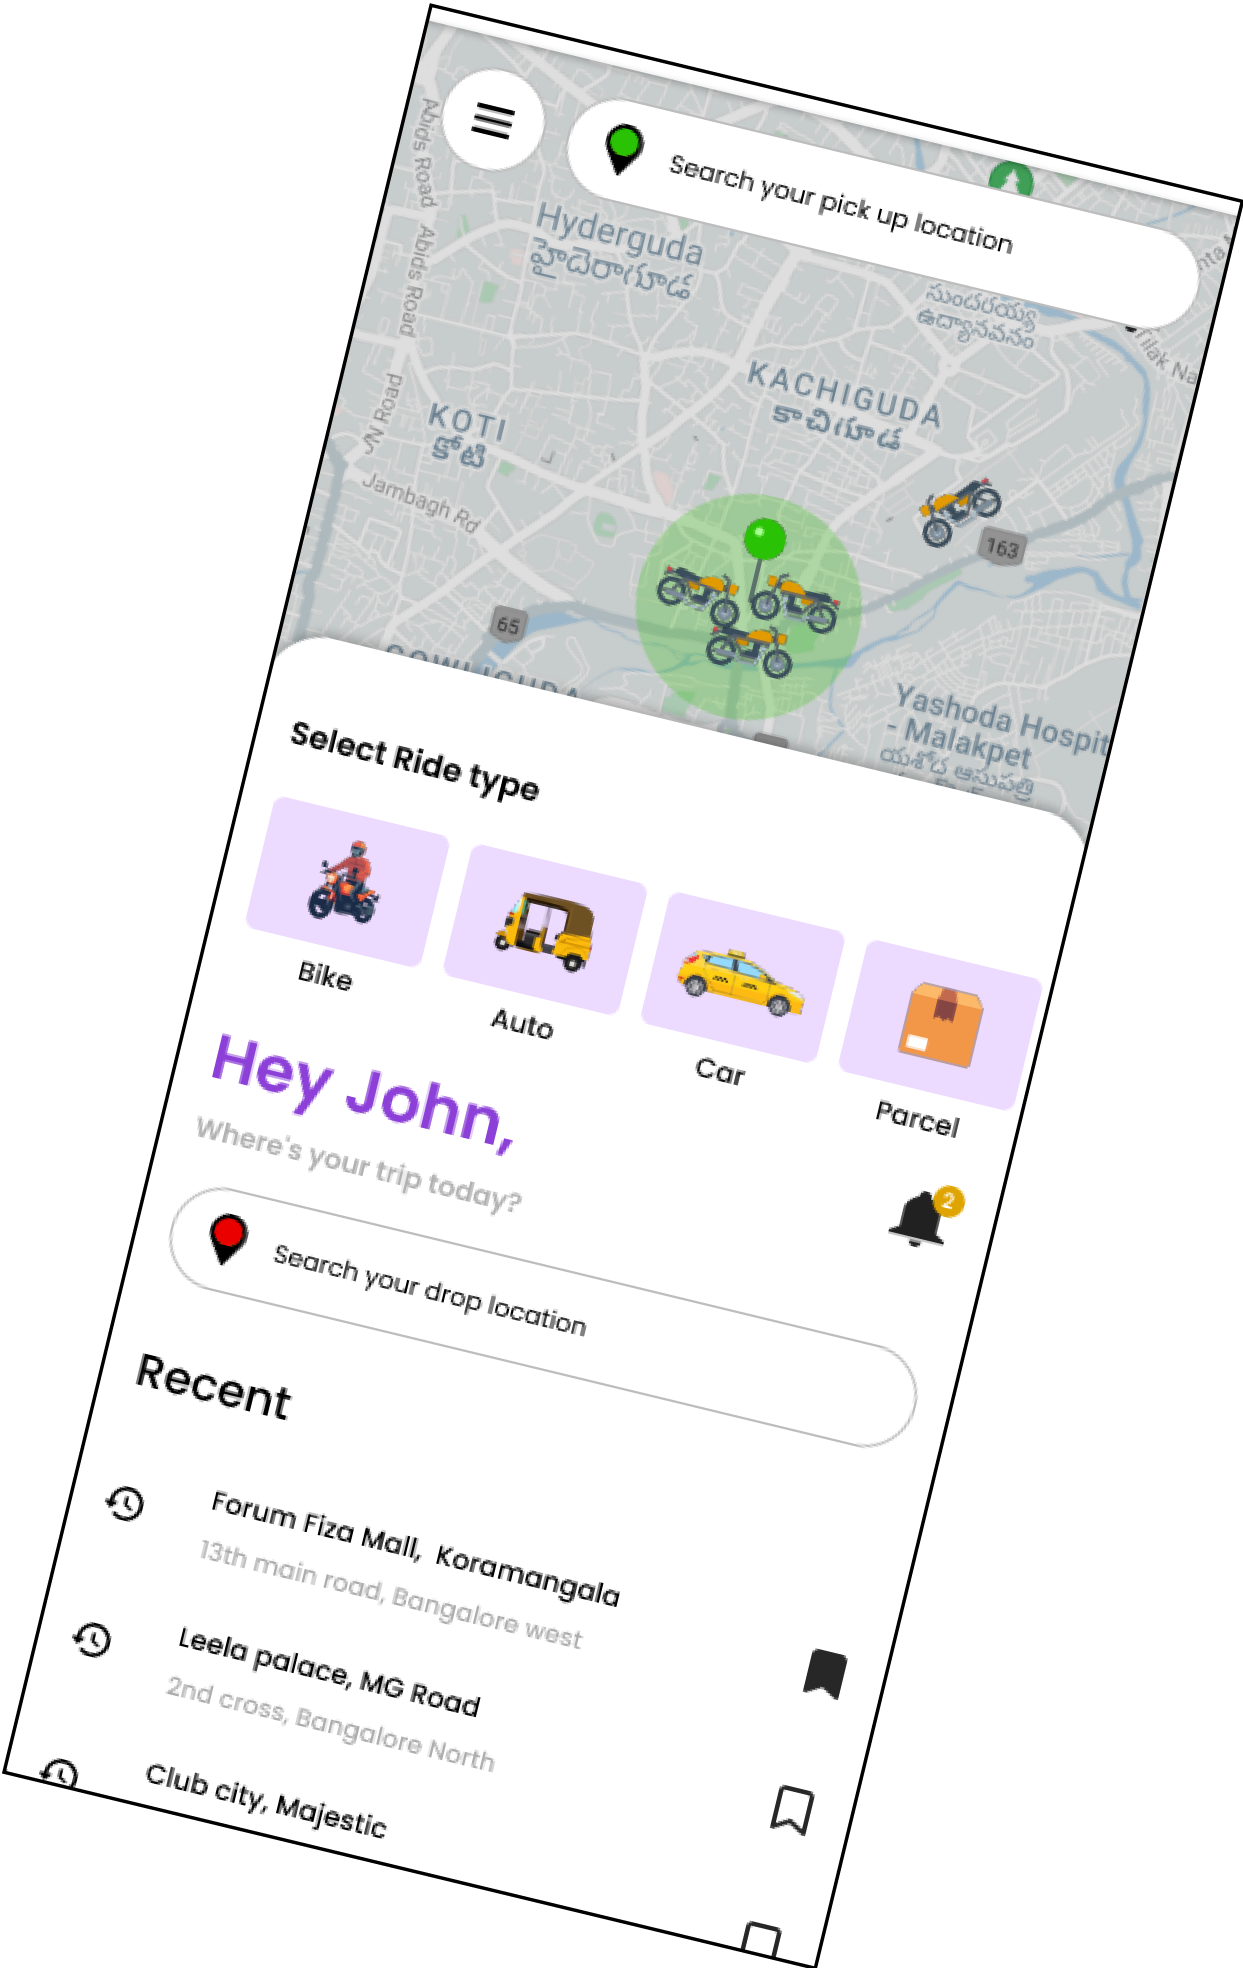 Abids Road
Search your pick up location
Hyderguda
హైదెరాగూడ
Abids Road
సుందరయ్య
ఉద్యానవనం
Tilak Na
KACHIGUDA
కాచిగూడ
JN Road
KOTI
కోటి
Jambagh Rd
163
65
Yashoda Hospit
- Malakpet
యశోద ఆసుపత్రి
Select Ride type
Bike
Auto
Car
Parcel
Hey John,
Where's your trip today?
2
Search your drop location
Recent
Forum Fiza Mall, Koramangala
13th main road, Bangalore west
Leela palace, MG Road
2nd cross, Bangalore North
Club city, Majestic